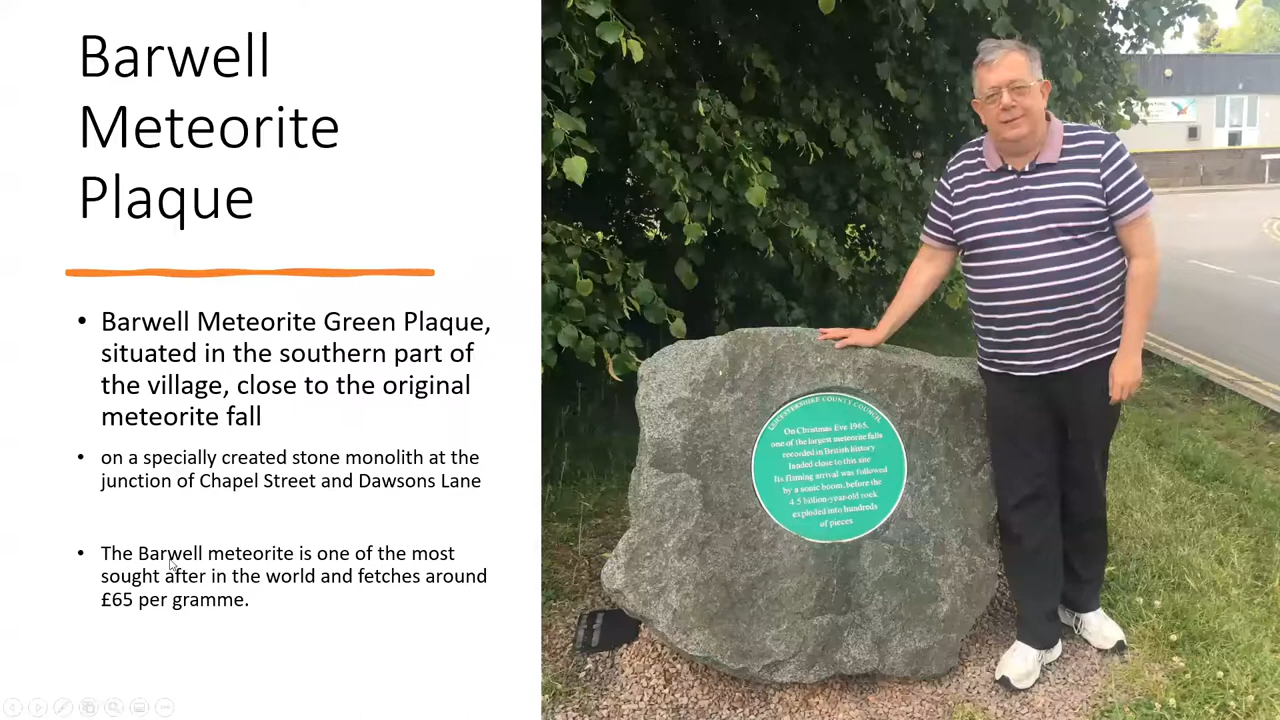 Barwell
Meteorite
Plaque
• Barwell Meteorite Green Plaque,
situated in the southern part of
the village, close to the original
meteorite fall
• on a specially created stone monolith at the
junction of Chapel Street and Dawsons Lane
• The Barwell meteorite is one of the most
sought after in the world and fetches around
£65 per gramme.
LEICESTERSHIRE COUNTY COUNCIL
On Christmas Eve 1965,
one of the largest meteorite falls
recorded in British history
landed close to this site
Its flaming arrival was followed
by a sonic boom, before the
4.5 billion-year-old rock
exploded into hundreds
of pieces